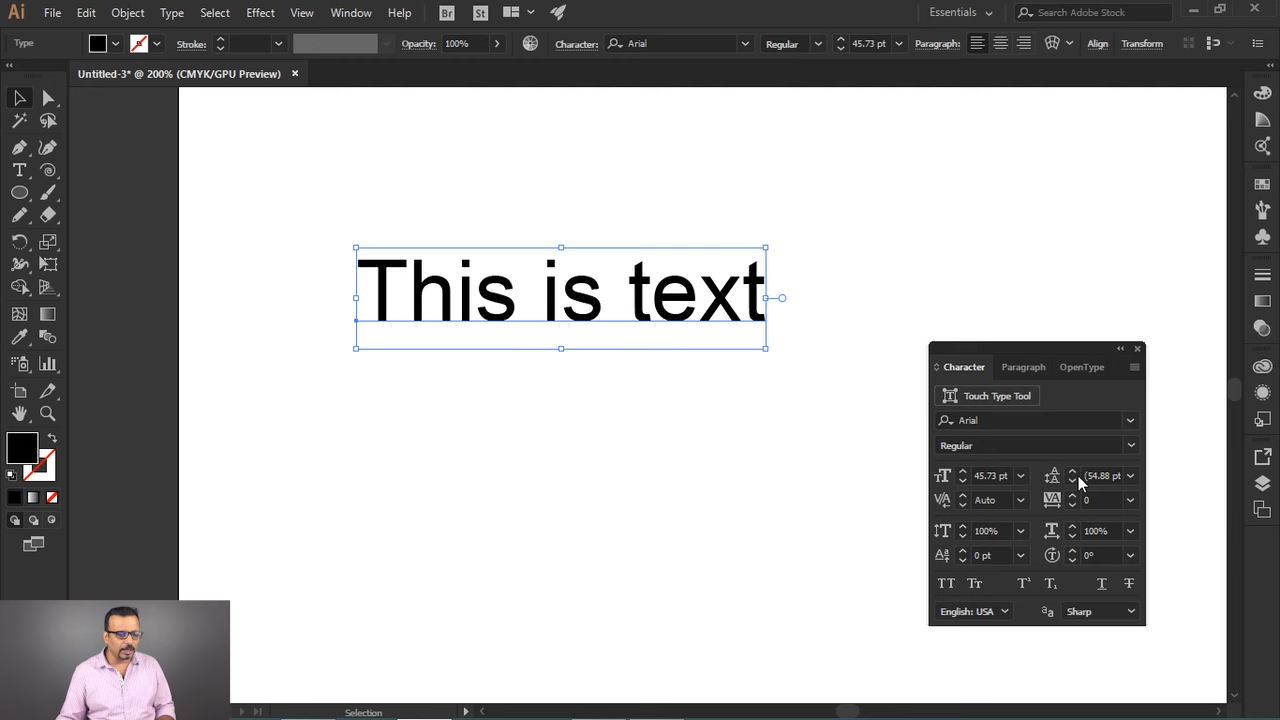 Ai File Edit Object Type Select Effect View Window Help Br St Essentials Search Adobe Stock
Type Stroke: Opacity: 100% Character: Arial Regular 45.73 pt Paragraph: Align Transform
Untitled-3* @ 200% (CMYK/GPU Preview)
This is text
Character Paragraph OpenType
Touch Type Tool
Arial
Regular
45.73 pt (54.88 pt
Auto 0
100% 100%
0 pt 0°
TT Tr T¹ T₁ T T
English: USA aa Sharp
Selection